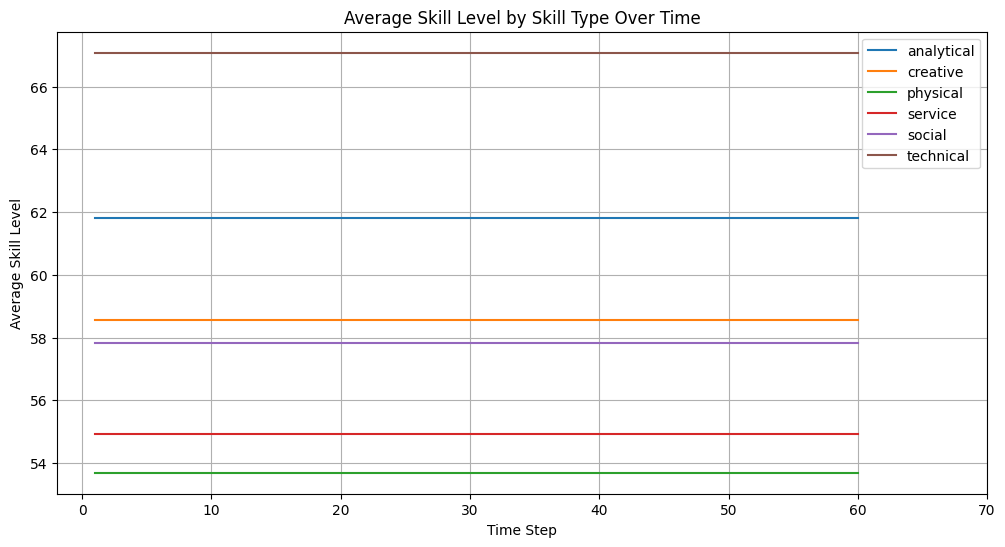 Average Skill Level by Skill Type Over Time
Average Skill Level
66
64
62
60
58
56
54
0 10 20 30 40 50 60 70
Time Step
analytical
creative
physical
service
social
technical